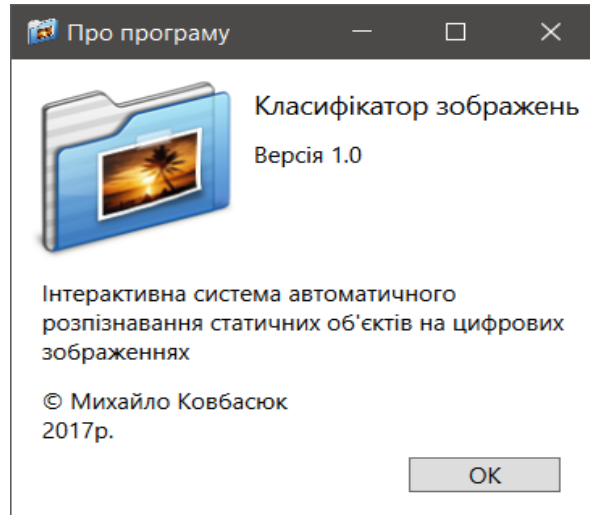 Про програму
Класифікатор зображень
Версія 1.0
Інтерактивна система автоматичного
розпізнавання статичних об'єктів на цифрових
зображеннях
© Михайло Ковбасюк
2017р.
OK